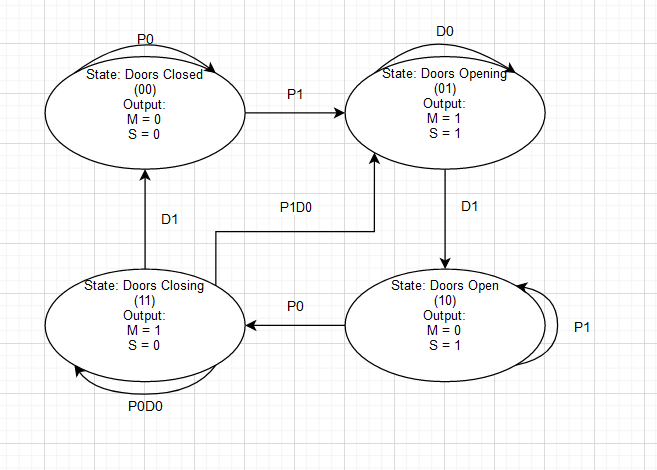 P0
State: Doors Closed
(00)
Output:
M = 0
S = 0
P1
D0
State: Doors Opening
(01)
Output:
M = 1
S = 1
D1
P1D0
D1
State: Doors Closing
(11)
Output:
M = 1
S = 0
P0D0
P0
State: Doors Open
(10)
Output:
M = 0
S = 1
P1